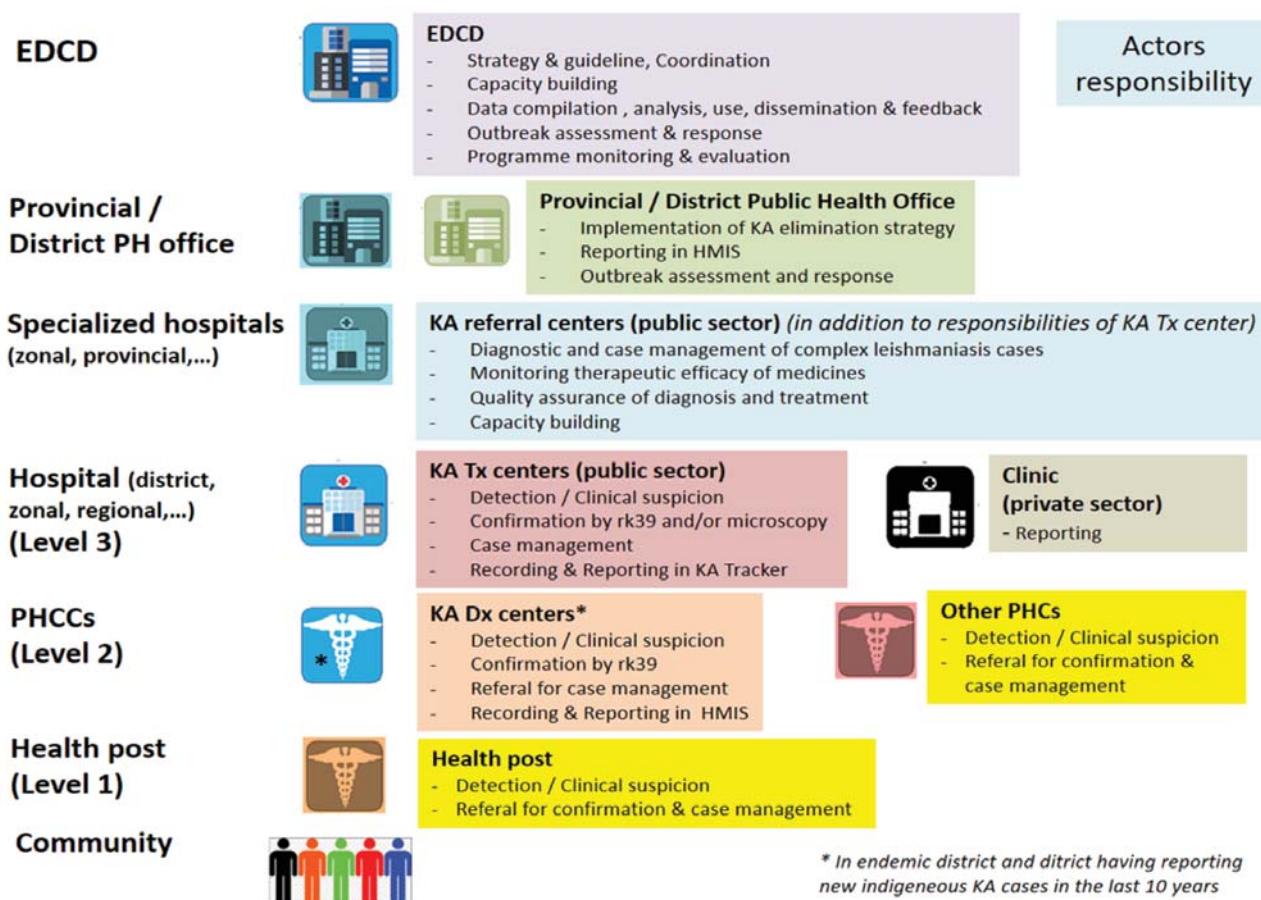 EDCD
EDCD
- Strategy & guideline, Coordination
- Capacity building
- Data compilation , analysis, use, dissemination & feedback
- Outbreak assessment & response
- Programme monitoring & evaluation
Actors
responsibility
Provincial /
District PH office
Provincial / District Public Health Office
- Implementation of KA elimination strategy
- Reporting in HMIS
- Outbreak assessment and response
Specialized hospitals
(zonal, provincial,...)
KA referral centers (public sector) (in addition to responsibilities of KA Tx center)
- Diagnostic and case management of complex leishmaniasis cases
- Monitoring therapeutic efficacy of medicines
- Quality assurance of diagnosis and treatment
- Capacity building
Hospital (district,
zonal, regional,...)
(Level 3)
KA Tx centers (public sector)
- Detection / Clinical suspicion
- Confirmation by rk39 and/or microscopy
- Case management
- Recording & Reporting in KA Tracker
Clinic
(private sector)
- Reporting
PHCCs
(Level 2)
*
KA Dx centers*
- Detection / Clinical suspicion
- Confirmation by rk39
- Referal for case management
- Recording & Reporting in HMIS
Other PHCs
- Detection / Clinical suspicion
- Referal for confirmation &
case management
Health post
(Level 1)
Health post
- Detection / Clinical suspicion
- Referal for confirmation & case management
Community
* In endemic district and ditrict having reporting
new indigeneous KA cases in the last 10 years